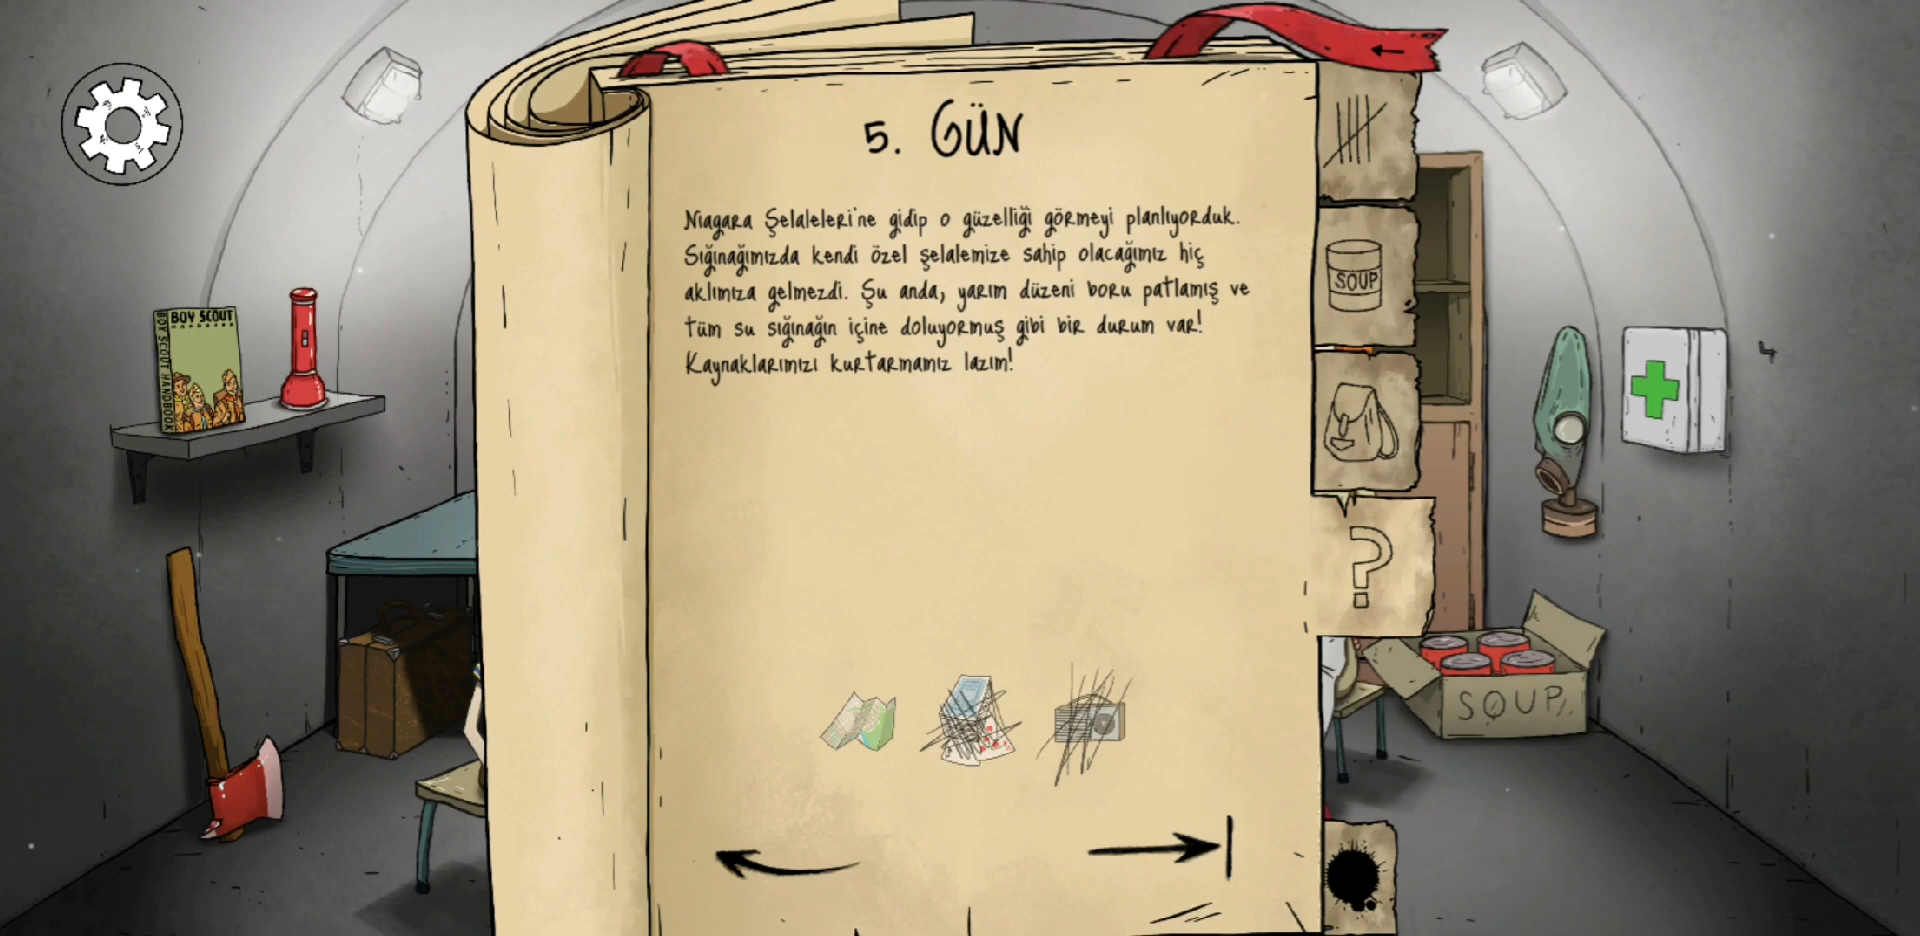 5. GÜN
Niagara Şelaleleri'ne gidip o güzelliği görmeyi planlıyorduk.
Sığınağımızda kendi özel şelalemize sahip olacağımız hiç
aklımıza gelmezdi. Şu anda, yarım düzeni boru patlamış ve
tüm su sığınağın içine doluyormuş gibi bir durum var!
Kaynaklarımızı kurtarmamız lazım!
SOUP
BOY SCOUT
BOY SCOUT HANDBOOK
SOUP